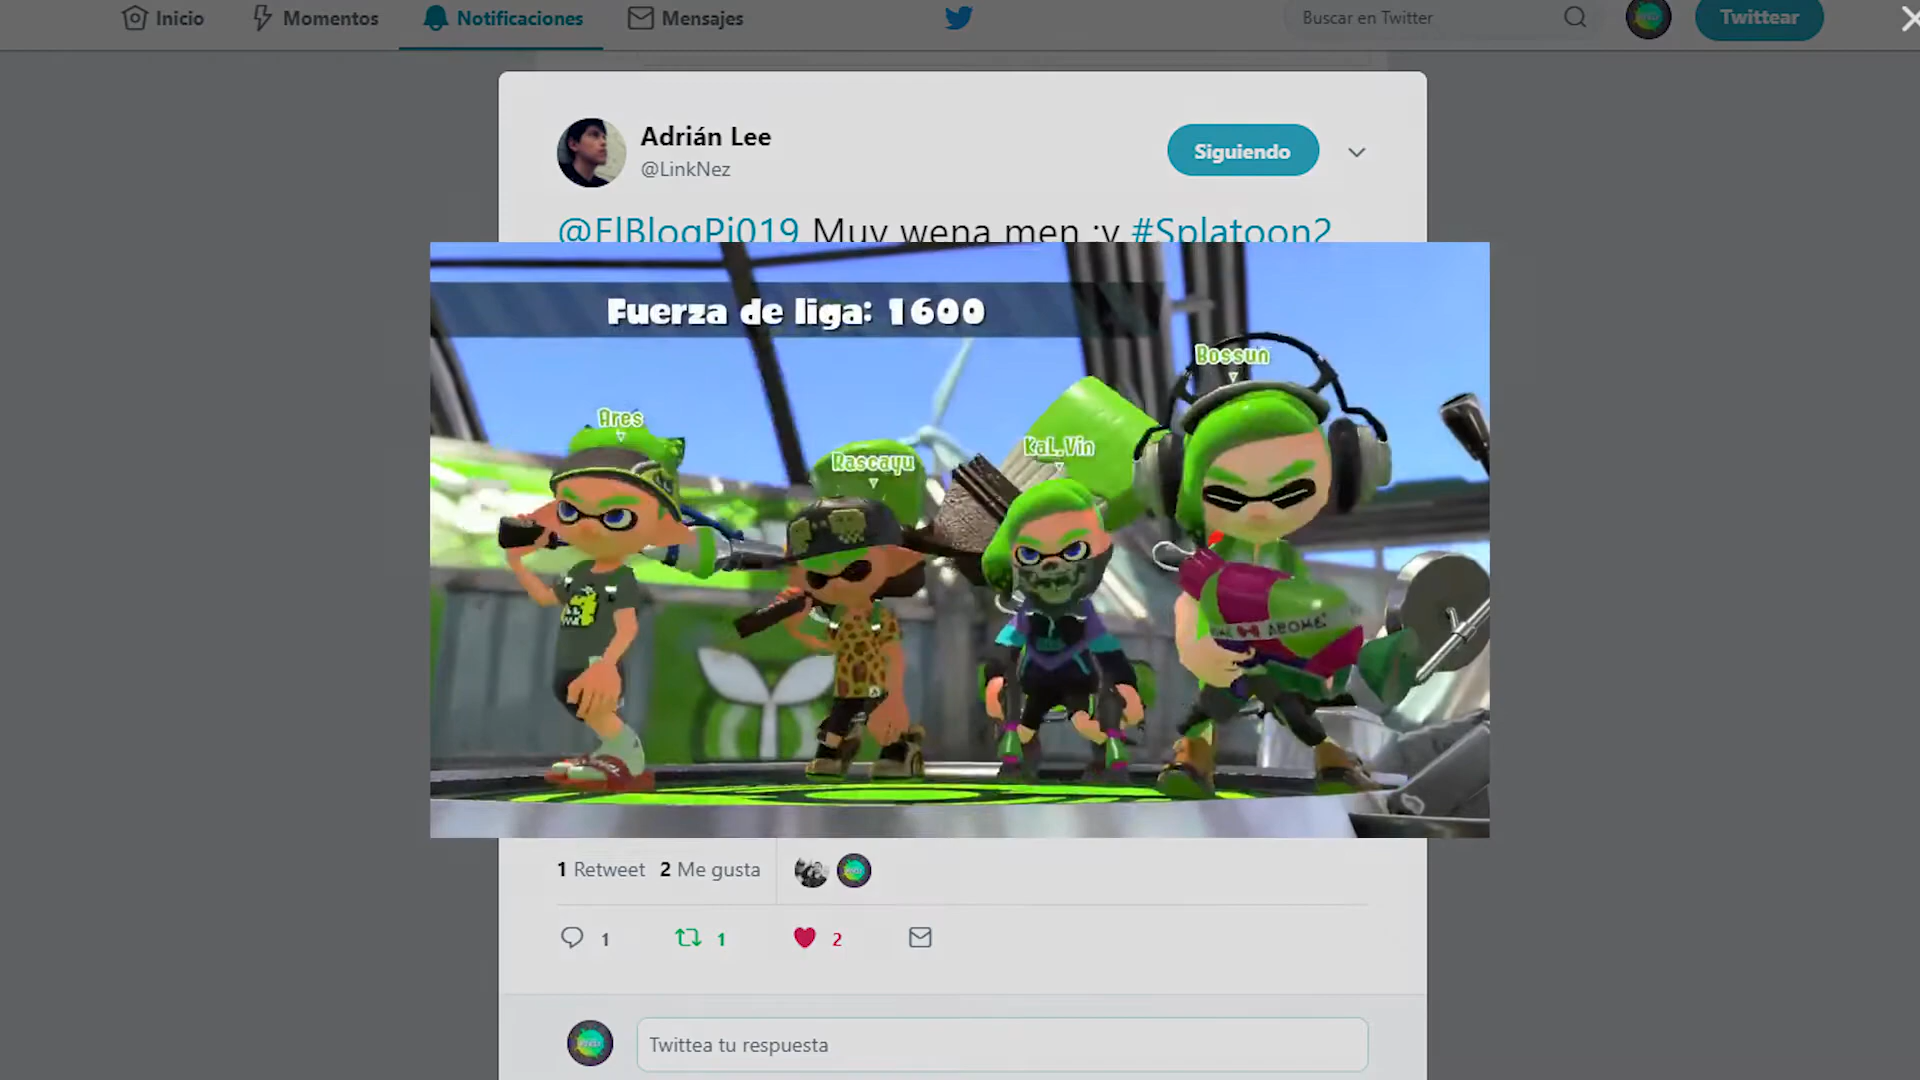 Inicio
Momentos
Notificaciones
Mensajes
Buscar en Twitter
Twittear
Adrián Lee
@LinkNez
Siguiendo
@ElBlogPj019 Muy wena men :v #Splatoon2
Fuerza de liga: 1600
Bossun
Ares
KaL.Vin
Rascayu
1 Retweet 2 Me gusta
1
1
2
Twittea tu respuesta